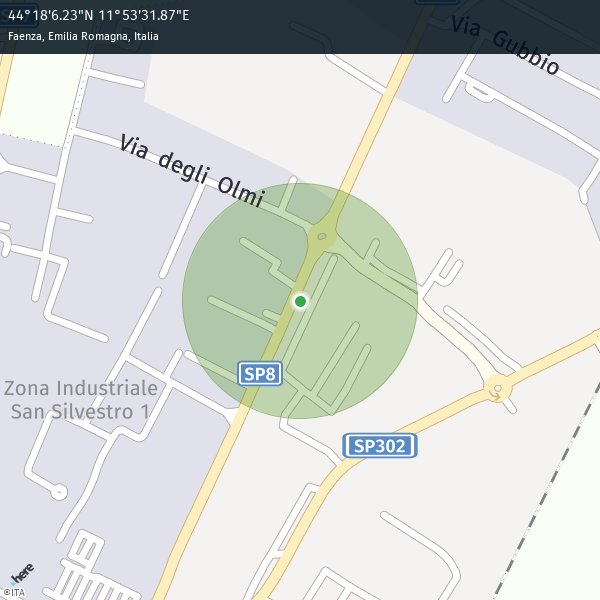 44°18'6.23"N 11°53'31.87"E
Faenza, Emilia Romagna, Italia
Via Gubbio
Via degli Olmi
SP8
Zona Industriale
San Silvestro 1
SP302
here
©ITA